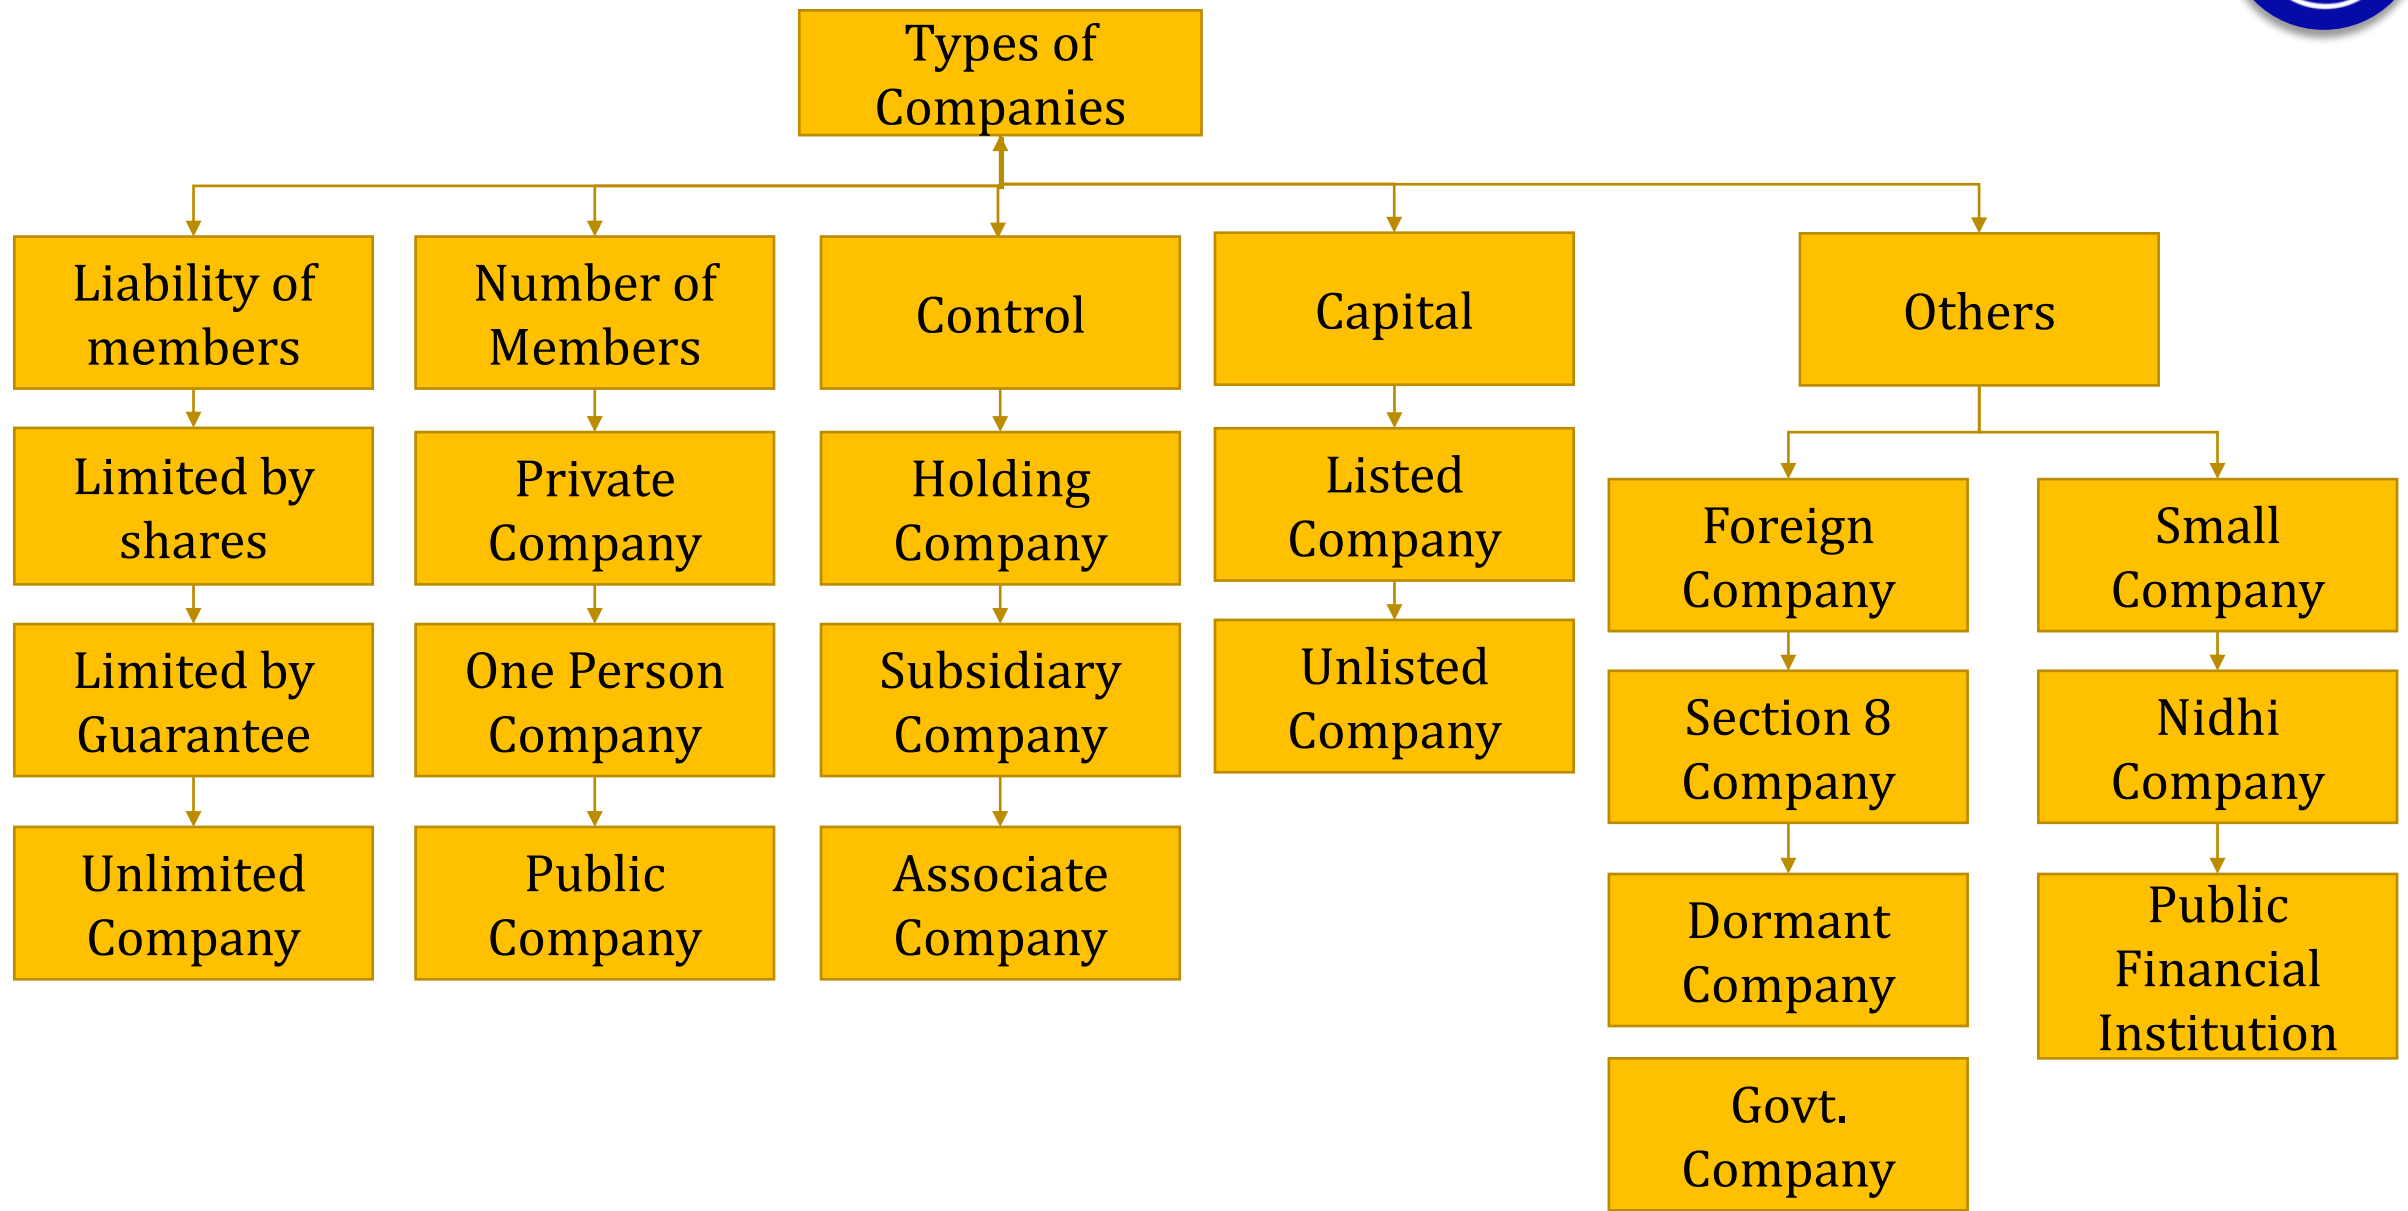 Types of
Companies
Liability of
members
Number of
Members
Control
Capital
Others
Limited by
shares
Private
Company
Holding
Company
Listed
Company
Foreign
Company
Small
Company
Limited by
Guarantee
One Person
Company
Subsidiary
Company
Unlisted
Company
Section 8
Company
Nidhi
Company
Unlimited
Company
Public
Company
Associate
Company
Dormant
Company
Public
Financial
Institution
Govt.
Company